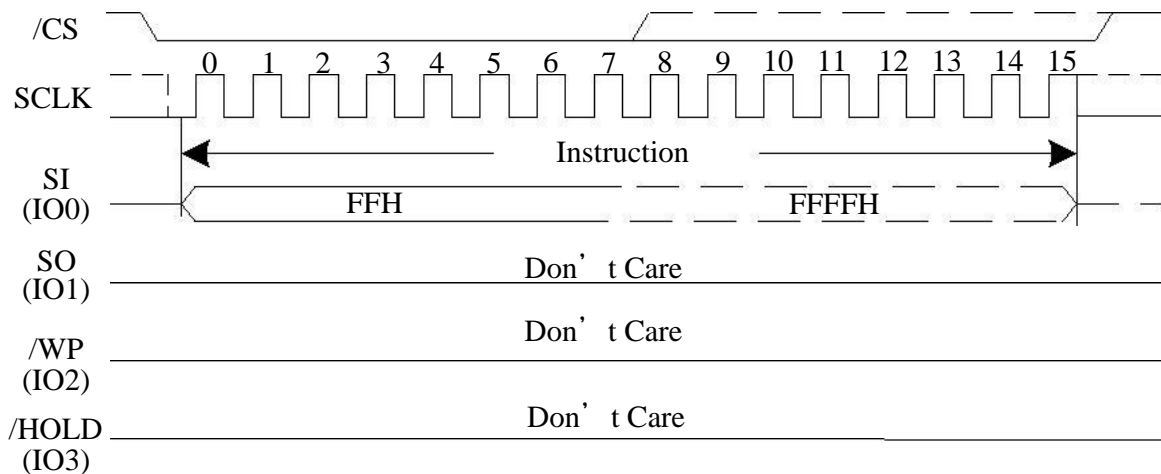 /CS
0 1 2 3 4 5 6 7 8 9 10 11 12 13 14 15
SCLK
Instruction
SI
(IO0)
FFH FFFFH
SO
(IO1)
Don’t Care
/WP
(IO2)
Don’t Care
/HOLD
(IO3)
Don’t Care